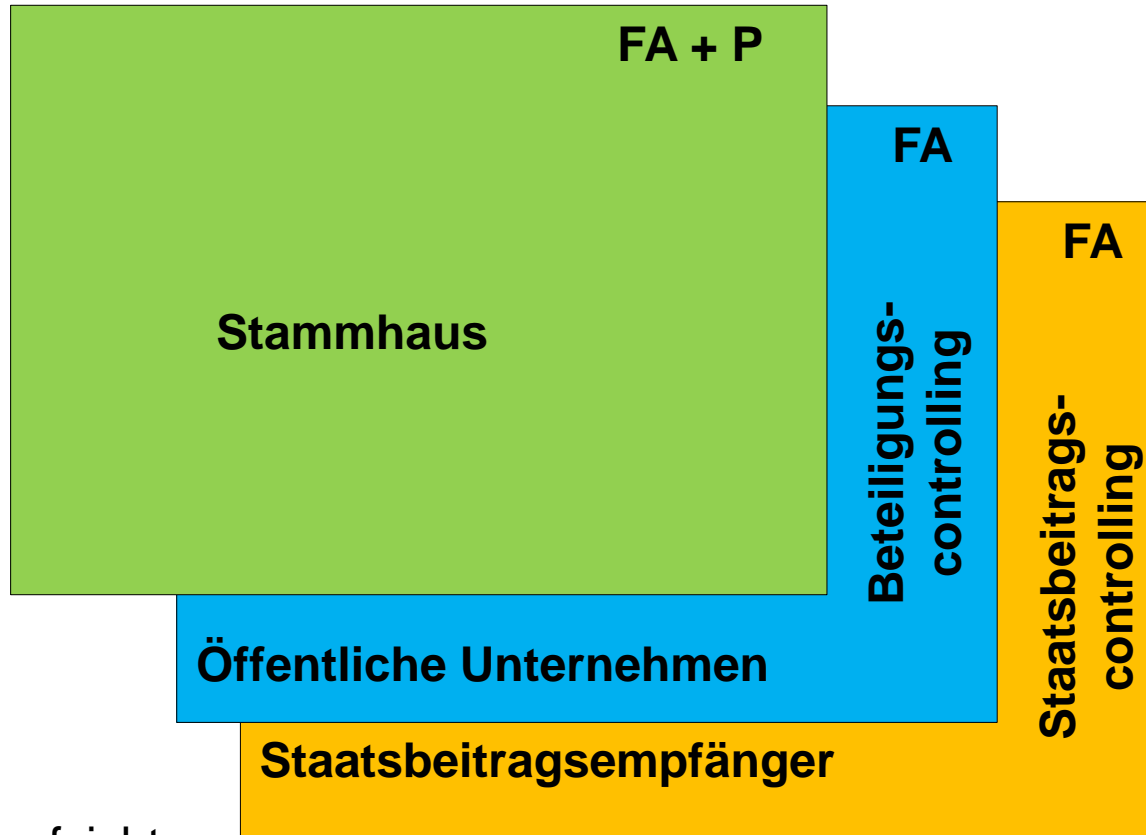 FA + P
FA
FA
Stammhaus
Beteiligungs-
controlling
Staatsbeitrags-
controlling
Öffentliche Unternehmen
Staatsbeitragsempfänger